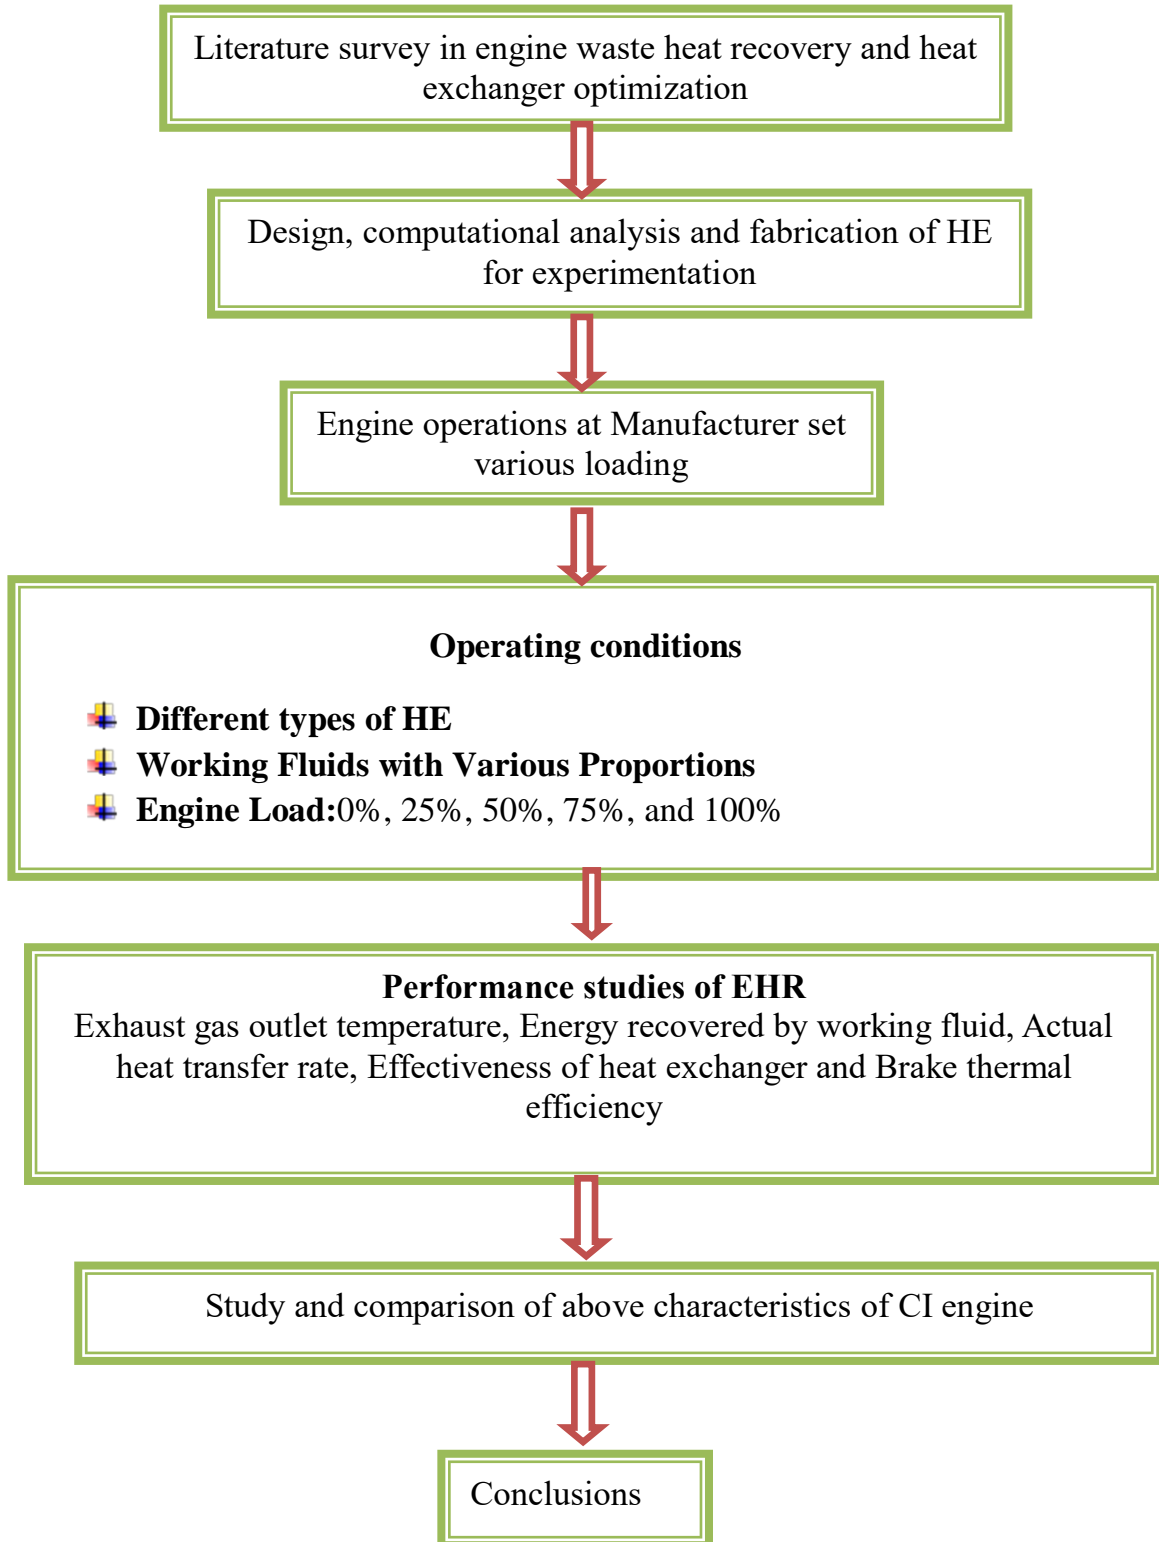 Literature survey in engine waste heat recovery and heat
exchanger optimization
Design, computational analysis and fabrication of HE
for experimentation
Engine operations at Manufacturer set
various loading
Operating conditions
Different types of HE
Working Fluids with Various Proportions
Engine Load:0%, 25%, 50%, 75%, and 100%
Performance studies of EHR
Exhaust gas outlet temperature, Energy recovered by working fluid, Actual
heat transfer rate, Effectiveness of heat exchanger and Brake thermal
efficiency
Study and comparison of above characteristics of CI engine
Conclusions